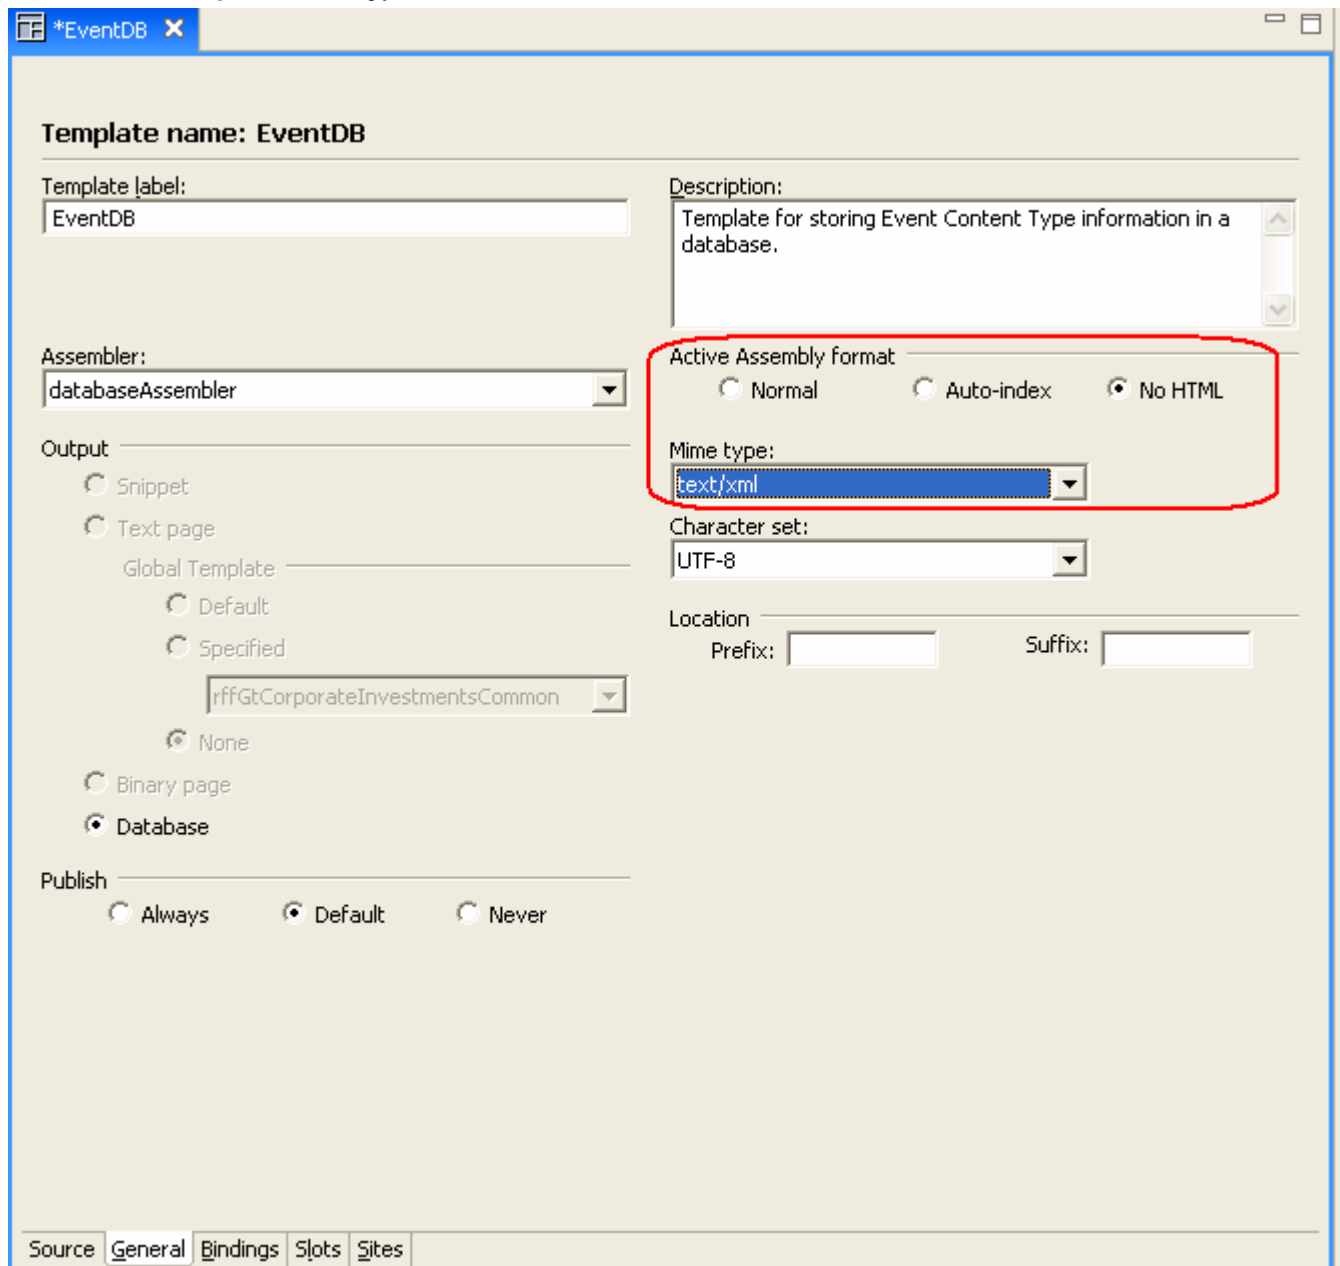 *EventDB
Template name: EventDB
Template label:
EventDB
Description:
Template for storing Event Content Type information in a
database.
Assembler:
databaseAssembler
Active Assembly format
Normal Auto-index No HTML
Output
Snippet
Text page
Global Template
Default
Specified
rffGtCorporateInvestmentsCommon
None
Binary page
Database
Mime type:
text/xml
Character set:
UTF-8
Location
Prefix: Suffix:
Publish
Always Default Never
Source General Bindings Slots Sites